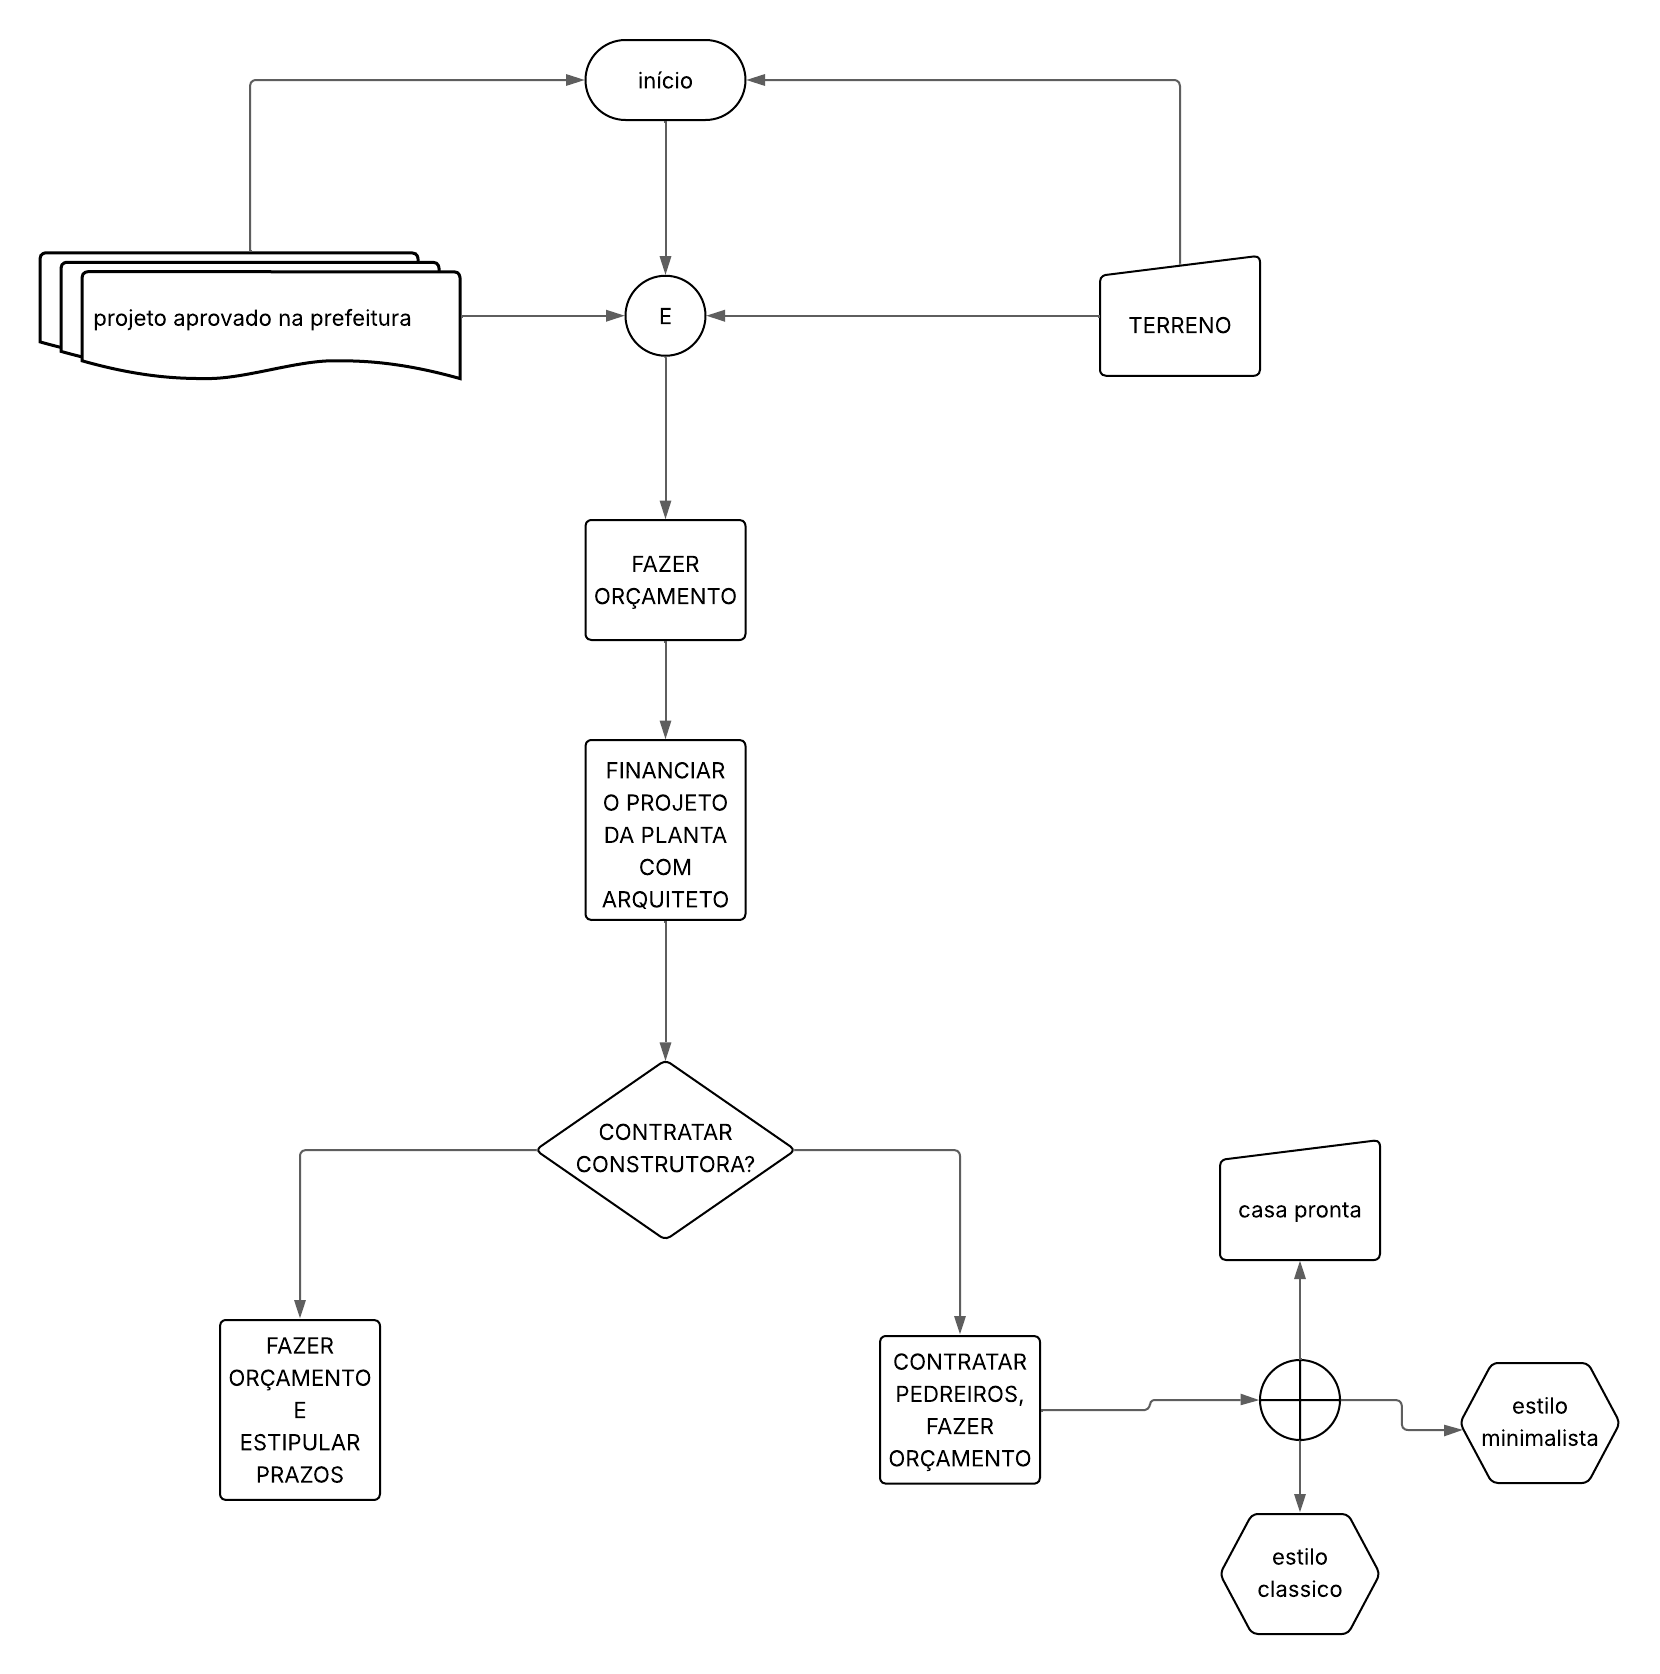 início
projeto aprovado na prefeitura
E
TERRENO
FAZER
ORÇAMENTO
FINANCIAR
O PROJETO
DA PLANTA
COM
ARQUITETO
CONTRATAR
CONSTRUTORA?
FAZER
ORÇAMENTO
E
ESTIPULAR
PRAZOS
CONTRATAR
PEDREIROS,
FAZER
ORÇAMENTO
casa pronta
estilo
minimalista
estilo
classico